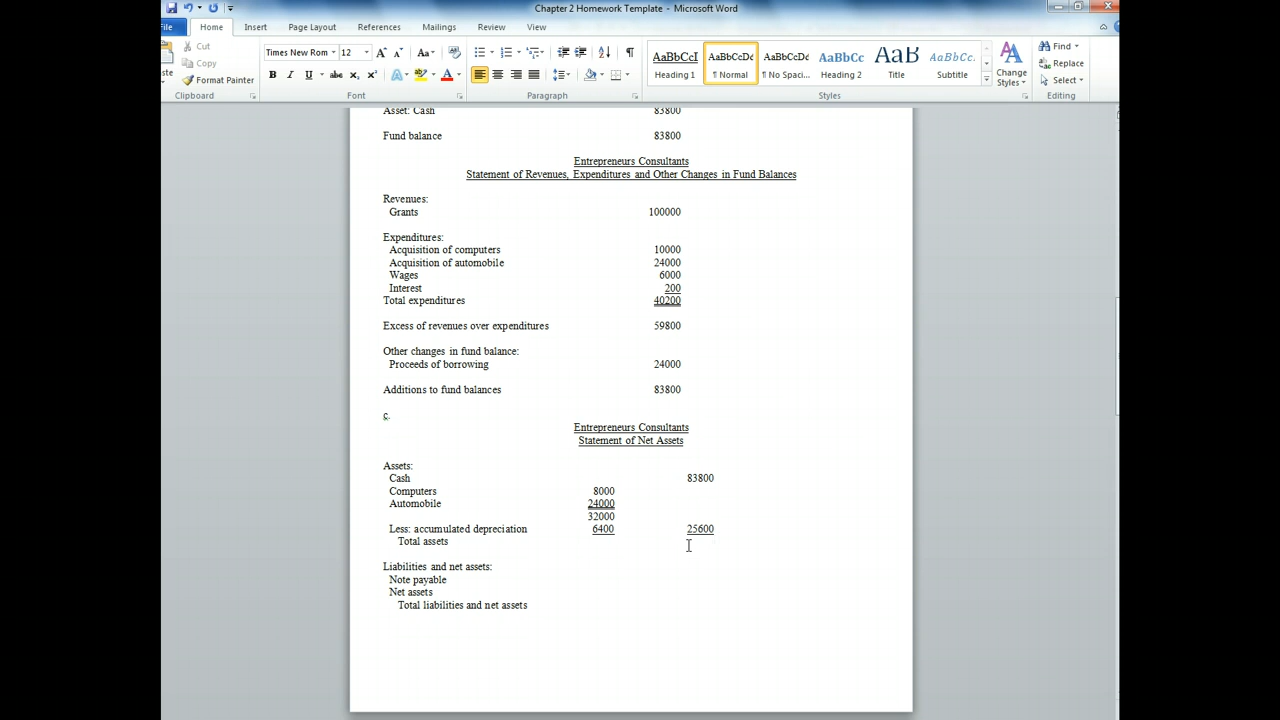 Chapter 2 Homework Template - Microsoft Word
File Home Insert Page Layout References Mailings Review View
Cut
Copy
Format Painter
Clipboard
Times New Rom 12
Font
Paragraph
AaBbCcI AaBbCcDc AaBbCcDc AaBbCc AaB AaBbCc.
Heading 1 ¶ Normal ¶ No Spaci... Heading 2 Title Subtitle
Change Styles
Styles
Find
Replace
Select
Editing
Asset: Cash 83800
Fund balance 83800
Entrepreneurs Consultants
Statement of Revenues, Expenditures and Other Changes in Fund Balances
Revenues:
Grants 100000
Expenditures:
Acquisition of computers 10000
Acquisition of automobile 24000
Wages 6000
Interest 200
Total expenditures 40200
Excess of revenues over expenditures 59800
Other changes in fund balance:
Proceeds of borrowing 24000
Additions to fund balances 83800
c.
Entrepreneurs Consultants
Statement of Net Assets
Assets:
Cash 83800
Computers 8000
Automobile 24000
32000
Less: accumulated depreciation 6400 25600
Total assets
Liabilities and net assets:
Note payable
Net assets
Total liabilities and net assets